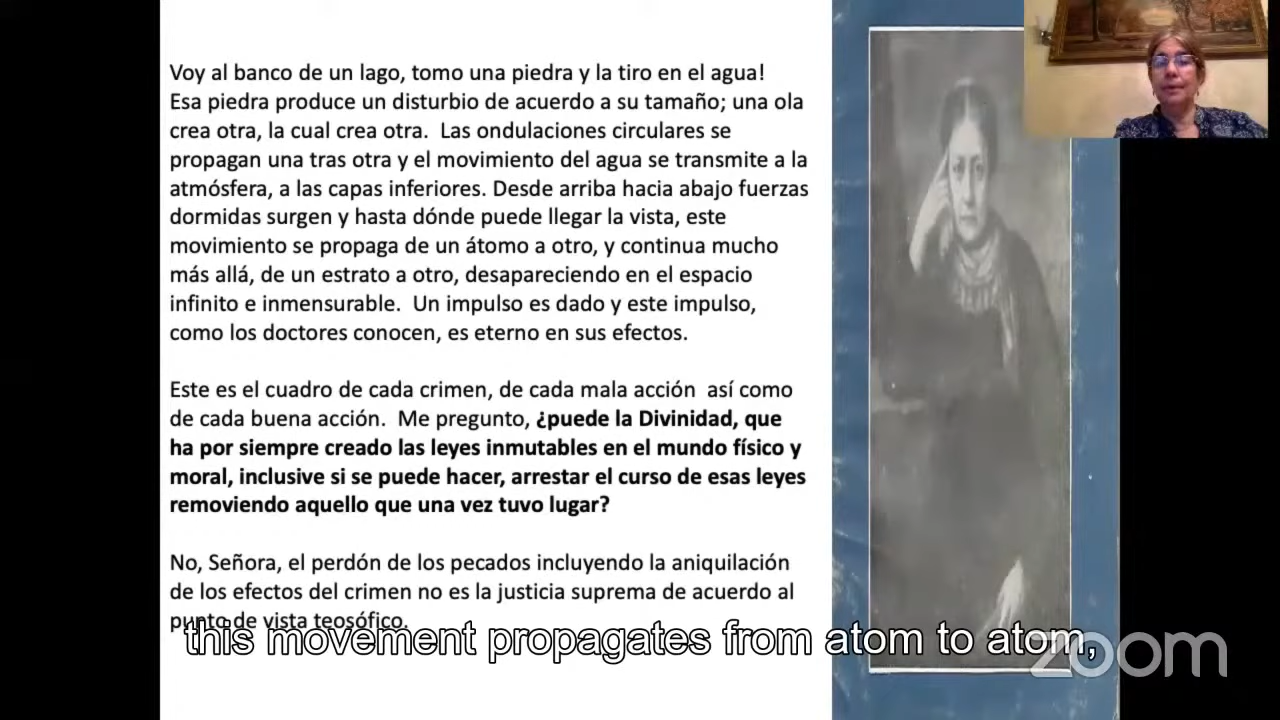 Voy al banco de un lago, tomo una piedra y la tiro en el agua!
Esa piedra produce un disturbio de acuerdo a su tamaño; una ola
crea otra, la cual crea otra. Las ondulaciones circulares se
propagan una tras otra y el movimiento del agua se transmite a la
atmósfera, a las capas inferiores. Desde arriba hacia abajo fuerzas
dormidas surgen y hasta dónde puede llegar la vista, este
movimiento se propaga de un átomo a otro, y continua mucho
más allá, de un estrato a otro, desapareciendo en el espacio
infinito e inmensurable. Un impulso es dado y este impulso,
como los doctores conocen, es eterno en sus efectos.
Este es el cuadro de cada crimen, de cada mala acción así como
de cada buena acción. Me pregunto, ¿puede la Divinidad, que
ha por siempre creado las leyes inmutables en el mundo físico y
moral, inclusive si se puede hacer, arrestar el curso de esas leyes
removiendo aquello que una vez tuvo lugar?
No, Señora, el perdón de los pecados incluyendo la aniquilación
de los efectos del crimen no es la justicia suprema de acuerdo al
punto de vista teosófico.
this movement propagates from atom to atom,
zoom